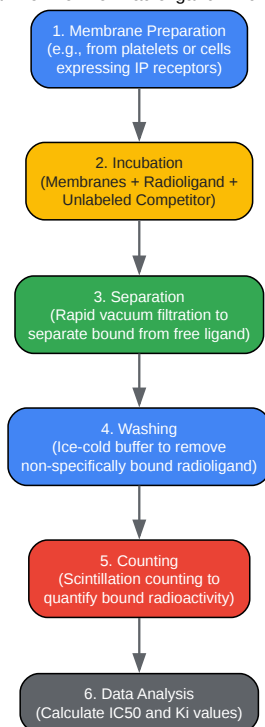 1. Membrane Preparation
(e.g., from platelets or cells
expressing IP receptors)
2. Incubation
(Membranes + Radioligand +
Unlabeled Competitor)
3. Separation
(Rapid vacuum filtration to
separate bound from free ligand)
4. Washing
(Ice-cold buffer to remove
non-specifically bound radioligand)
5. Counting
(Scintillation counting to
quantify bound radioactivity)
6. Data Analysis
(Calculate IC50 and Ki values)